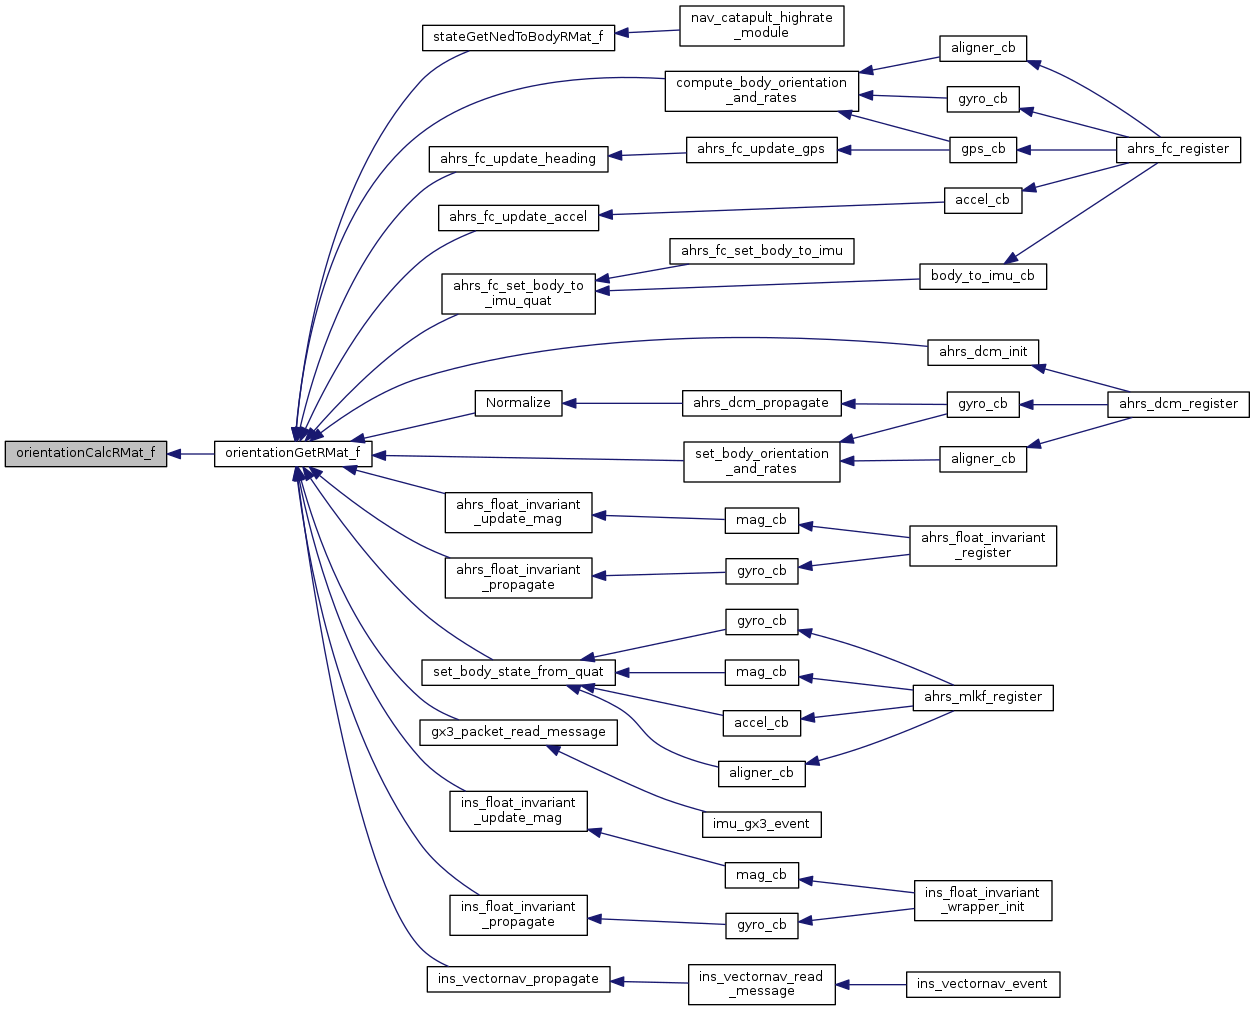 orientationCalcRMat_f
orientationGetRMat_f
stateGetNedToBodyRMat_f
nav_catapult_highrate
_module
compute_body_orientation
_and_rates
aligner_cb
gyro_cb
gps_cb
ahrs_fc_register
ahrs_fc_update_heading
ahrs_fc_update_gps
ahrs_fc_update_accel
accel_cb
ahrs_fc_set_body_to
_imu_quat
ahrs_fc_set_body_to_imu
body_to_imu_cb
ahrs_dcm_init
ahrs_dcm_register
Normalize
ahrs_dcm_propagate
gyro_cb
set_body_orientation
_and_rates
aligner_cb
ahrs_float_invariant
_update_mag
mag_cb
ahrs_float_invariant
_register
ahrs_float_invariant
_propagate
gyro_cb
set_body_state_from_quat
gyro_cb
mag_cb
accel_cb
aligner_cb
ahrs_mlkf_register
gx3_packet_read_message
imu_gx3_event
ins_float_invariant
_update_mag
mag_cb
ins_float_invariant
_wrapper_init
ins_float_invariant
_propagate
gyro_cb
ins_vectornav_propagate
ins_vectornav_read
_message
ins_vectornav_event